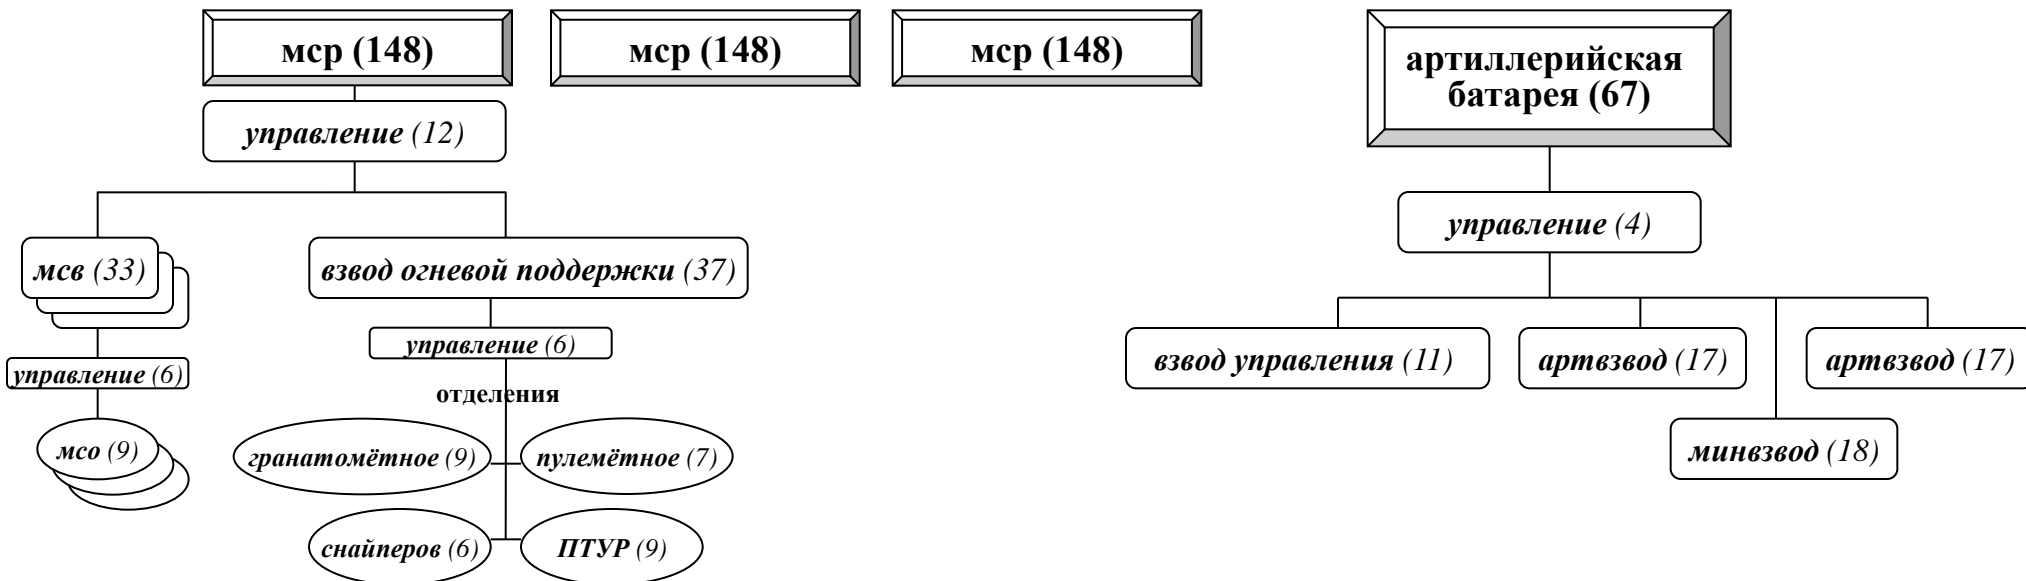 мср (148)
мср (148)
мср (148)
артиллерийская
батарея (67)
управление (12)
управление (4)
мсв (33)
взвод огневой поддержки (37)
управление (6)
управление (6)
взвод управления (11)
артвзвод (17)
артвзвод (17)
отделения
мсо (9)
гранатомётное (9)
пулемётное (7)
минвзвод (18)
снайперов (6)
ПТУР (9)